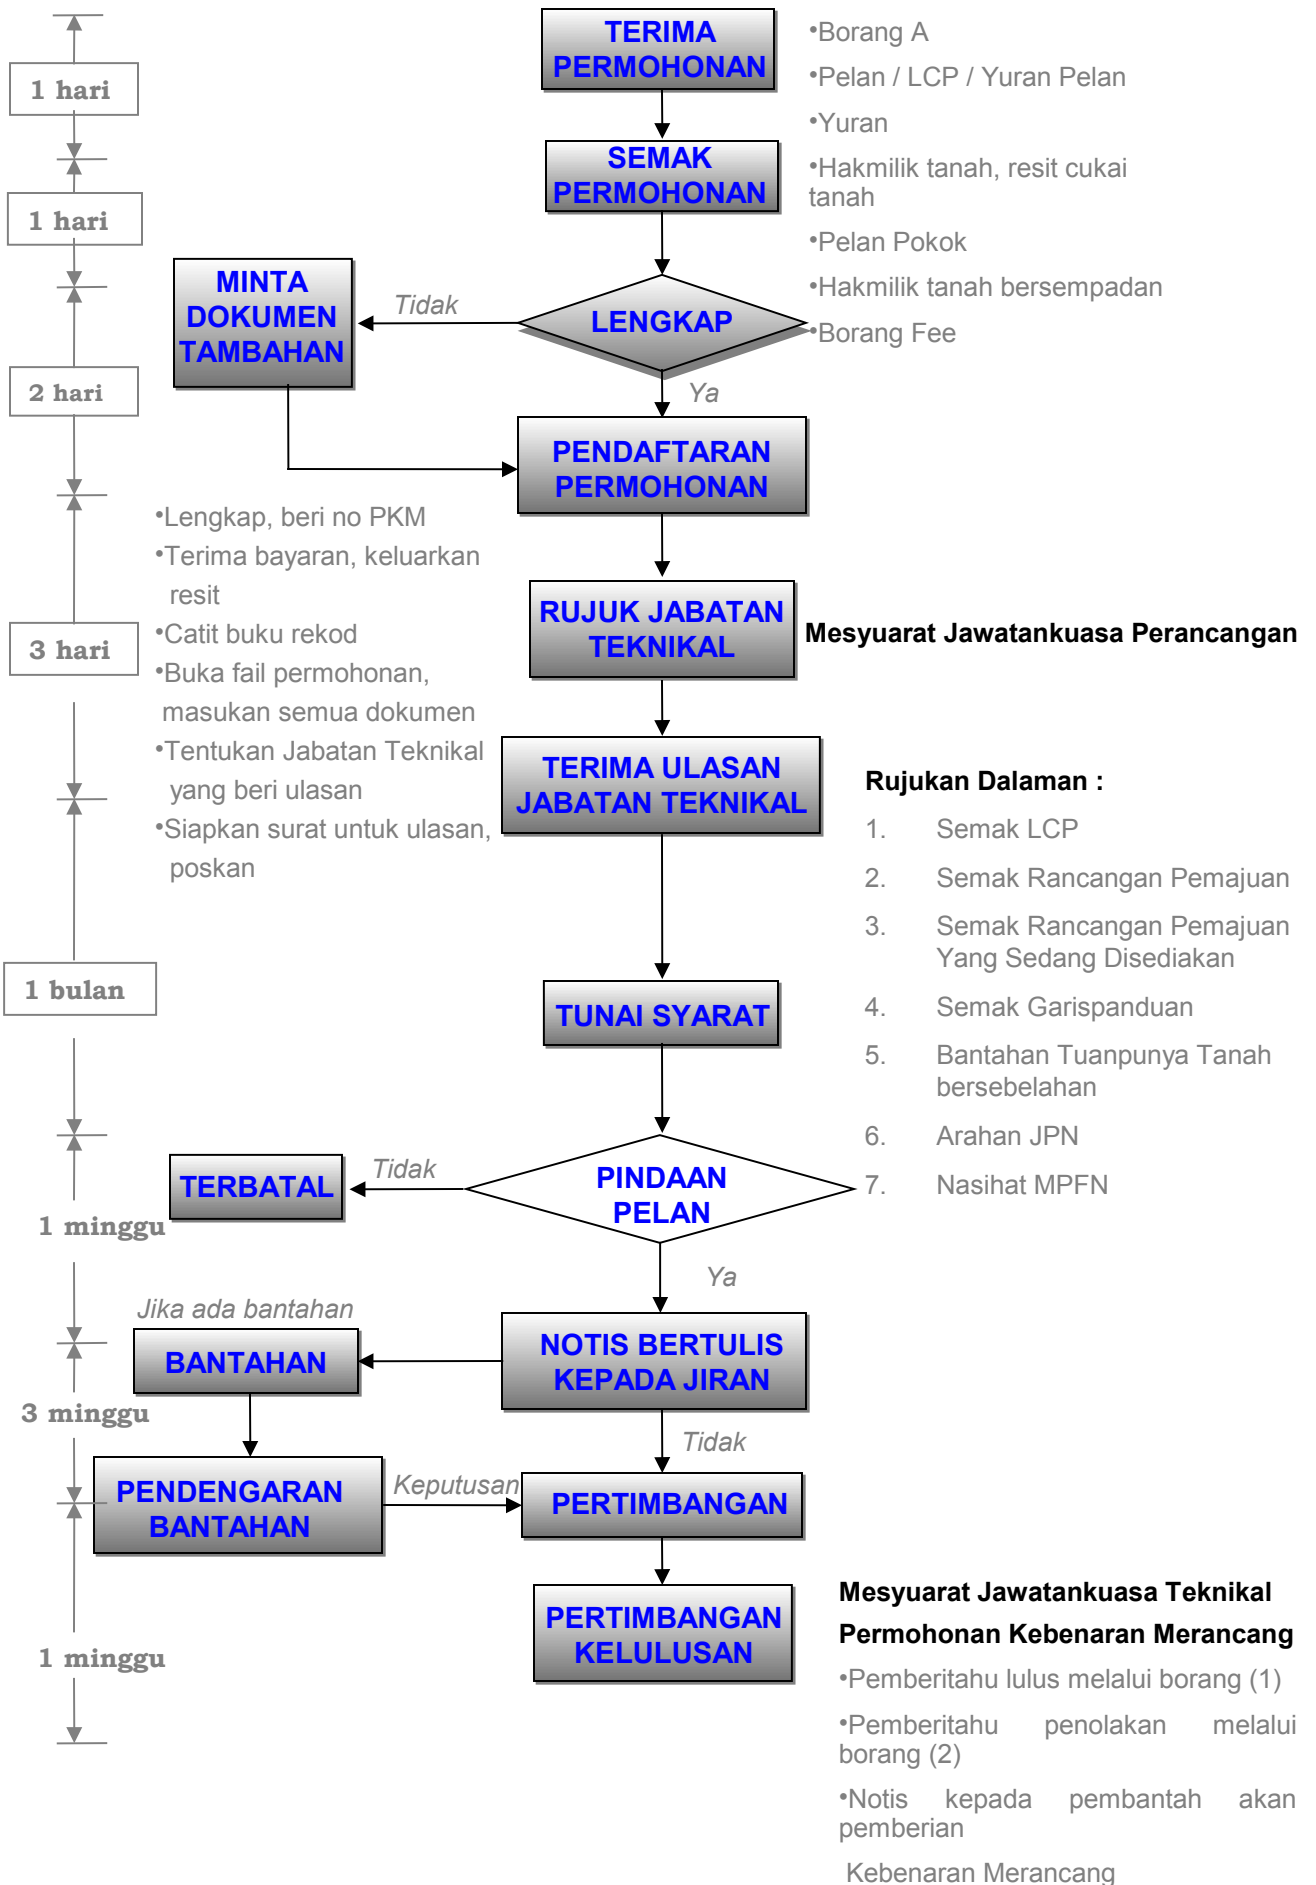 TERIMA
PERMOHONAN
•Borang A
•Pelan / LCP / Yuran Pelan
•Yuran
•Hakmilik tanah, resit cukai
tanah
•Pelan Pokok
•Hakmilik tanah bersempadan
•Borang Fee
1 hari
SEMAK
PERMOHONAN
1 hari
MINTA
DOKUMEN
TAMBAHAN
Tidak
LENGKAP
Ya
2 hari
PENDAFTARAN
PERMOHONAN
•Lengkap, beri no PKM
•Terima bayaran, keluarkan
resit
•Catit buku rekod
•Buka fail permohonan,
masukan semua dokumen
•Tentukan Jabatan Teknikal
yang beri ulasan
•Siapkan surat untuk ulasan,
poskan
3 hari
RUJUK JABATAN
TEKNIKAL
Mesyuarat Jawatankuasa Perancangan
TERIMA ULASAN
JABATAN TEKNIKAL
Rujukan Dalaman :
1. Semak LCP
2. Semak Rancangan Pemajuan
3. Semak Rancangan Pemajuan
Yang Sedang Disediakan
4. Semak Garispanduan
5. Bantahan Tuanpunya Tanah
bersebelahan
6. Arahan JPN
7. Nasihat MPFN
1 bulan
TUNAI SYARAT
TERBATAL
Tidak
PINDAAN
PELAN
Ya
1 minggu
Jika ada bantahan
BANTAHAN
NOTIS BERTULIS
KEPADA JIRAN
3 minggu
Tidak
PENDENGARAN
BANTAHAN
Keputusan
PERTIMBANGAN
PERTIMBANGAN
KELULUSAN
1 minggu
Mesyuarat Jawatankuasa Teknikal
Permohonan Kebenaran Merancang
•Pemberitahu lulus melalui borang (1)
•Pemberitahu penolakan melalui
borang (2)
•Notis kepada pembantah akan
pemberian
Kebenaran Merancang